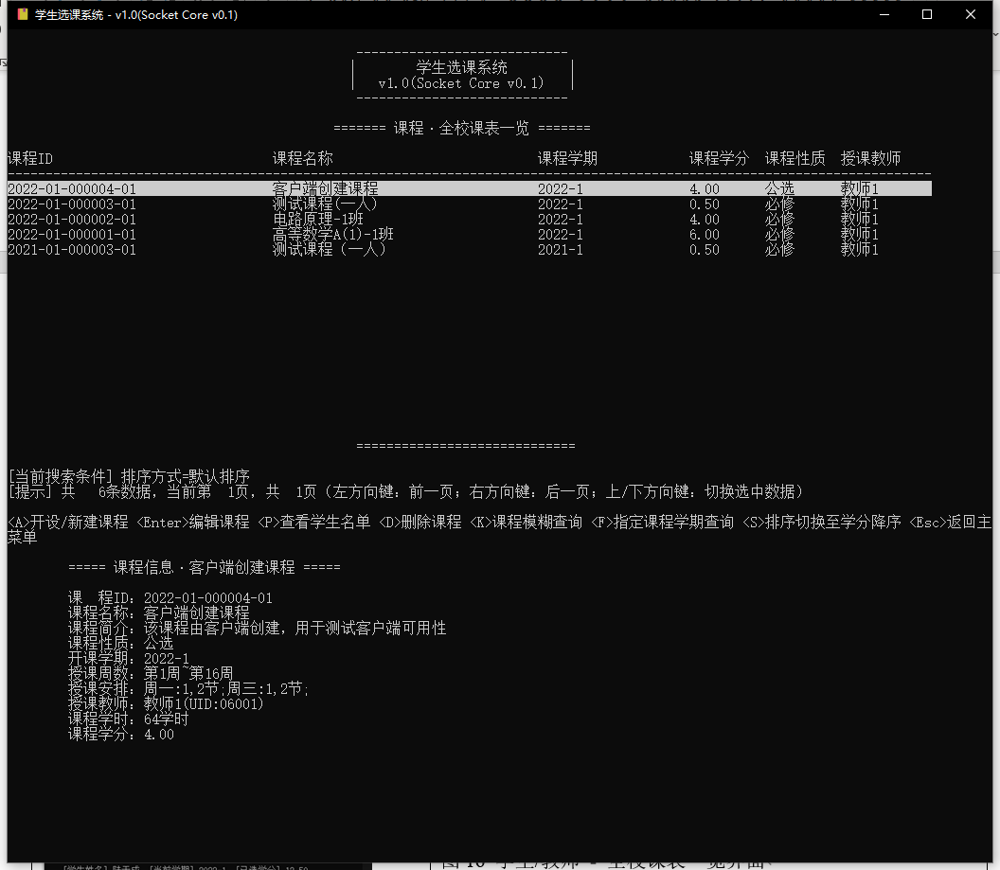 学生选课系统 - v1.0(Socket Core v0.1)
----------------------------
学生选课系统
v1.0(Socket Core v0.1)
----------------------------
======= 课程·全校课表一览 =======
课程ID 课程名称 课程学期 课程学分 课程性质 授课教师
2022-01-000004-01 客户端创建课程 2022-1 4.00 公选 教师1
2022-01-000003-01 测试课程(一人) 2022-1 0.50 必修 教师1
2022-01-000002-01 电路原理-1班 2022-1 4.00 必修 教师1
2022-01-000001-01 高等数学A(1)-1班 2022-1 6.00 必修 教师1
2021-01-000003-01 测试课程（一人） 2021-1 0.50 必修 教师1
=============================
[当前搜索条件] 排序方式=默认排序
[提示] 共   6条数据，当前第  1页，共  1页（左方向键：前一页；右方向键：后一页；上/下方向键：切换选中数据）
<A>开设/新建课程 <Enter>编辑课程 <P>查看学生名单 <D>删除课程 <K>课程模糊查询 <F>指定课程学期查询 <S>排序切换至学分降序 <Esc>返回主
菜单
===== 课程信息·客户端创建课程 =====
课  程ID：2022-01-000004-01
课程名称：客户端创建课程
课程简介：该课程由客户端创建，用于测试客户端可用性
课程性质：公选
开课学期：2022-1
授课周数：第1周~第16周
授课安排：周一:1,2节;周三:1,2节;
授课教师：教师1(UID:06001)
课程学时：64学时
课程学分：4.00